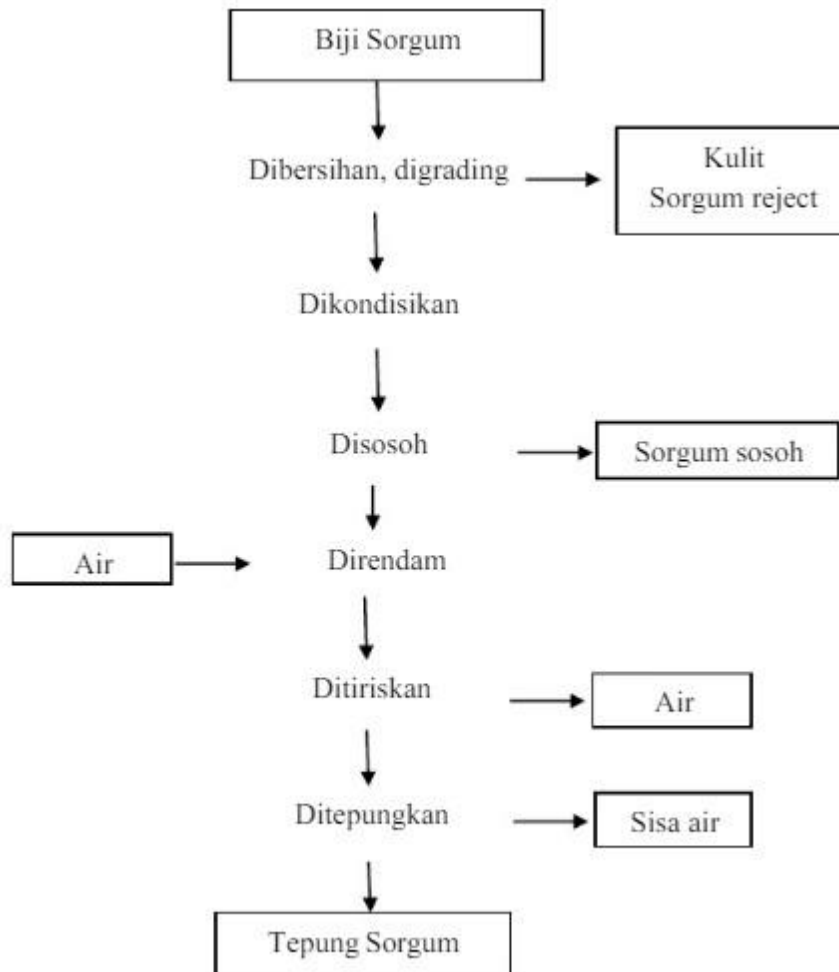 Biji Sorgum
Dibersihan, digrading
Kulit
Sorgum reject
Dikondisikan
Disosoh
Sorgum sosoh
Air
Direndam
Ditiriskan
Air
Ditepungkan
Sisa air
Tepung Sorgum